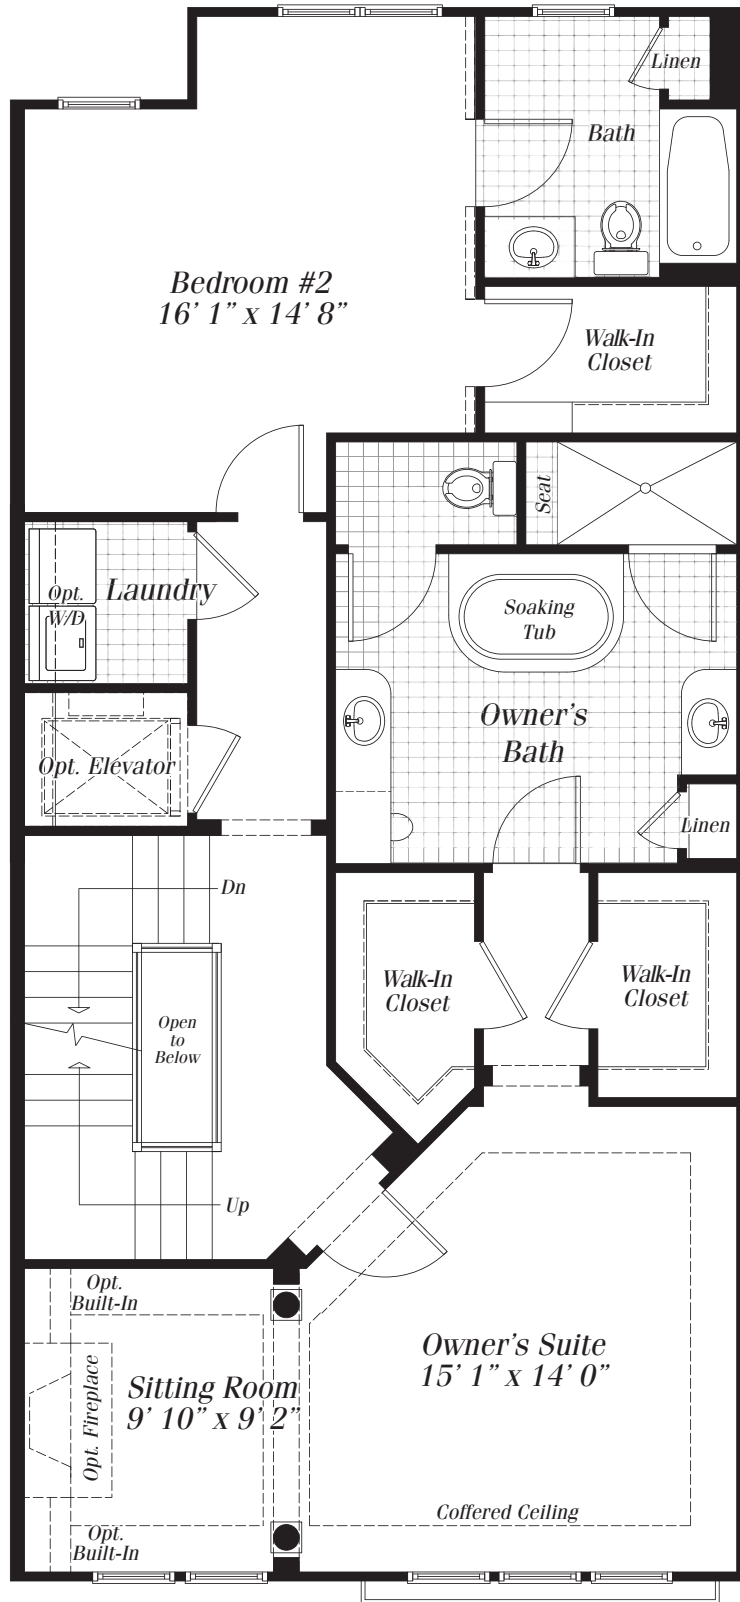 Linen
Bath
Bedroom #2
16’ 1” x 14’ 8”
Walk-In
Closet
Seat
Opt.
W/D
Laundry
Soaking
Tub
Owner's
Bath
Opt. Elevator
Linen
Dn
Walk-In
Closet
Walk-In
Closet
Open
to
Below
Up
Opt.
Built-In
Opt. Fireplace
Sitting Room
9’ 10” x 9’ 2”
Owner's Suite
15’ 1” x 14’ 0”
Coffered Ceiling
Opt.
Built-In